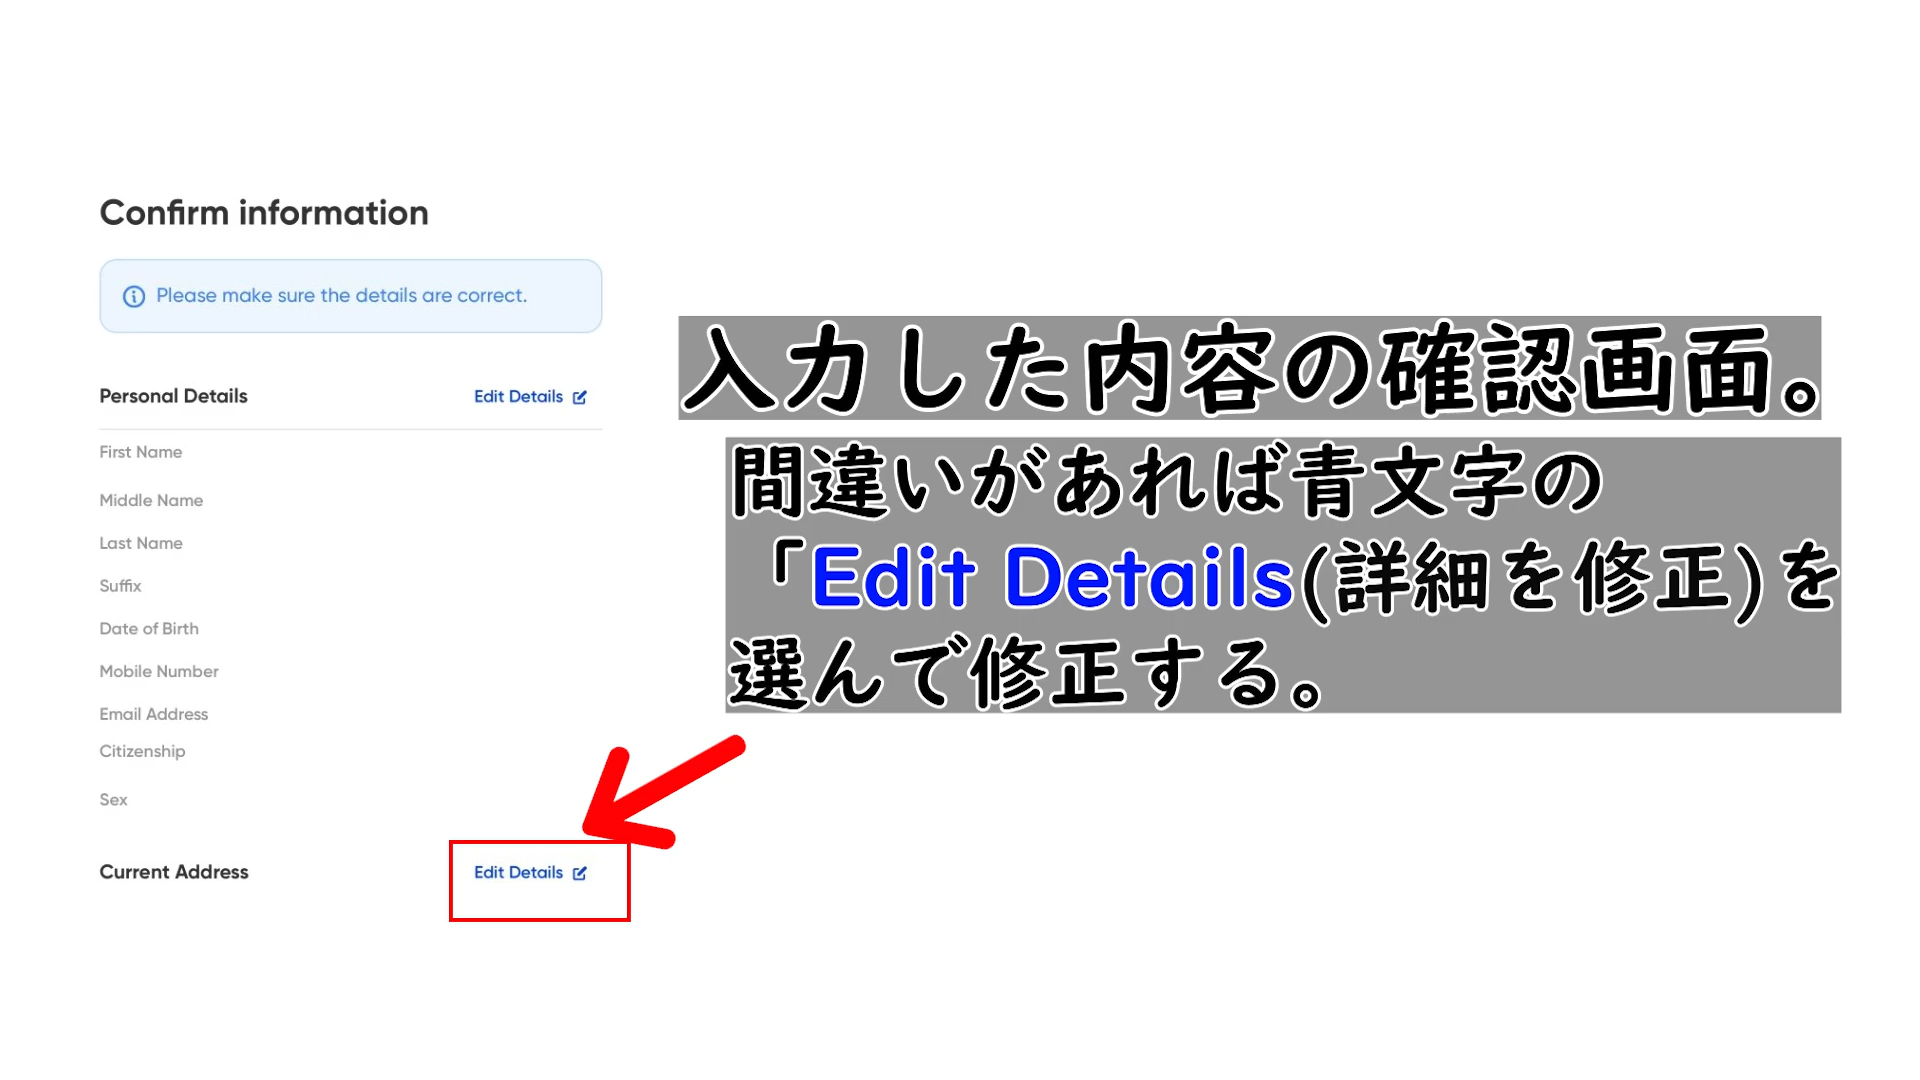 Confirm information
Please make sure the details are correct.
Personal Details
Edit Details
First Name
Middle Name
Last Name
Suffix
Date of Birth
Mobile Number
Email Address
Citizenship
Sex
Current Address
Edit Details
入力した内容の確認画面。
間違いがあれば青文字の
「Edit Details(詳細を修正)を
選んで修正する。